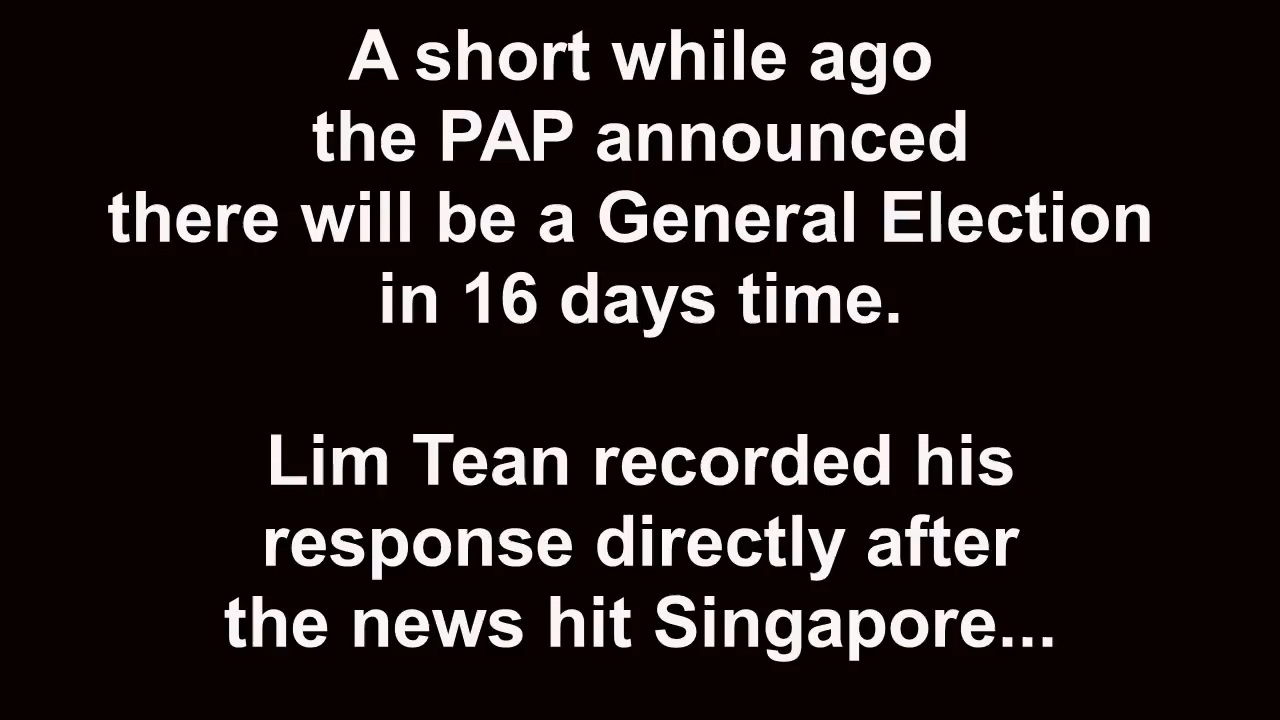 A short while ago
the PAP announced
there will be a General Election
in 16 days time.
Lim Tean recorded his
response directly after
the news hit Singapore...